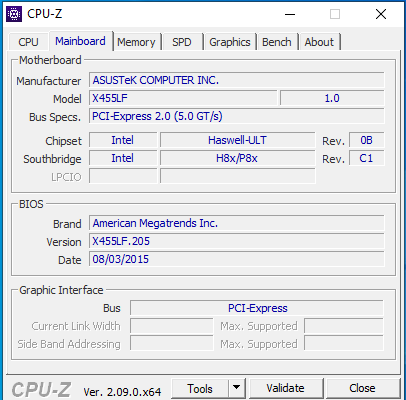 CPU-Z
CPU Mainboard Memory SPD Graphics Bench About
Motherboard
Manufacturer ASUSTeK COMPUTER INC.
Model X455LF 1.0
Bus Specs. PCI-Express 2.0 (5.0 GT/s)
Chipset Intel Haswell-ULT Rev. 0B
Southbridge Intel H8x/P8x Rev. C1
LPCIO
BIOS
Brand American Megatrends Inc.
Version X455LF.205
Date 08/03/2015
Graphic Interface
Bus PCI-Express
Current Link Width Max. Supported
Side Band Addressing Max. Supported
CPU-Z Ver. 2.09.0.x64 Tools Validate Close